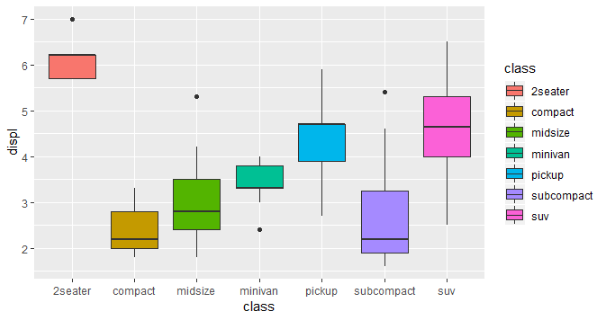 7
6
5
4
3
2
displ
2seater compact midsize minivan pickup subcompact suv
class
class
2seater
compact
midsize
minivan
pickup
subcompact
suv